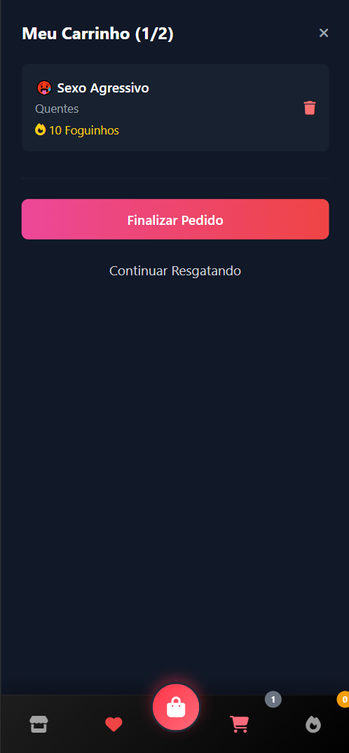 Meu Carrinho (1/2)
Sexo Agressivo
Quentes
10 Foguinhos
Finalizar Pedido
Continuar Resgatando
1
0